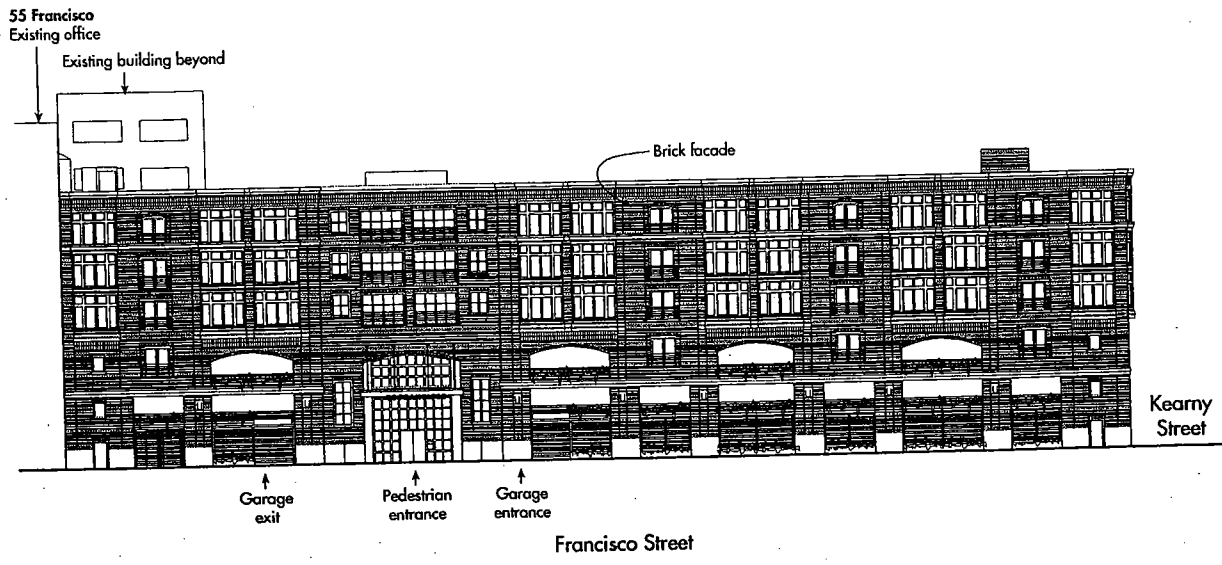 55 Francisco
Existing office
Existing building beyond
Brick facade
Kearny
Street
Garage
exit
Pedestrian
entrance
Garage
entrance
Francisco Street